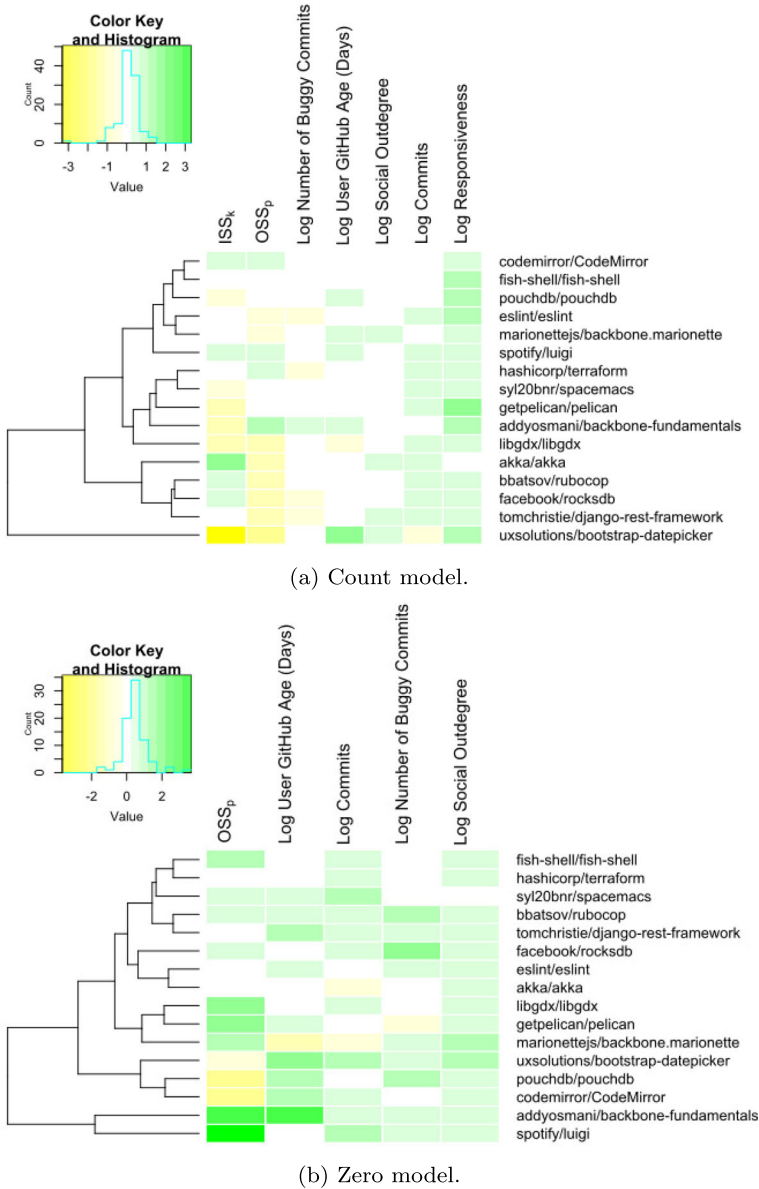 Color Key
and Histogram
Count
0 20 40
-3 -1 1 2 3
Value
ISSk
OSSp
Log Number of Buggy Commits
Log User GitHub Age (Days)
Log Social Outdegree
Log Commits
Log Responsiveness
codemirror/CodeMirror
fish-shell/fish-shell
pouchdb/pouchdb
eslint/eslint
marionettejs/backbone.marionette
spotify/luigi
hashicorp/terraform
syl20bnr/spacemacs
getpelican/pelican
addyosmani/backbone-fundamentals
libgdx/libgdx
akka/akka
bbatsov/rubocop
facebook/rocksdb
tomchristie/django-rest-framework
uxsolutions/bootstrap-datepicker
(a) Count model.
Color Key
and Histogram
Count
0 10 20 30
-2 0 2
Value
OSSp
Log User GitHub Age (Days)
Log Commits
Log Number of Buggy Commits
Log Social Outdegree
fish-shell/fish-shell
hashicorp/terraform
syl20bnr/spacemacs
bbatsov/rubocop
tomchristie/django-rest-framework
facebook/rocksdb
eslint/eslint
akka/akka
libgdx/libgdx
getpelican/pelican
marionettejs/backbone.marionette
uxsolutions/bootstrap-datepicker
pouchdb/pouchdb
codemirror/CodeMirror
addyosmani/backbone-fundamentals
spotify/luigi
(b) Zero model.